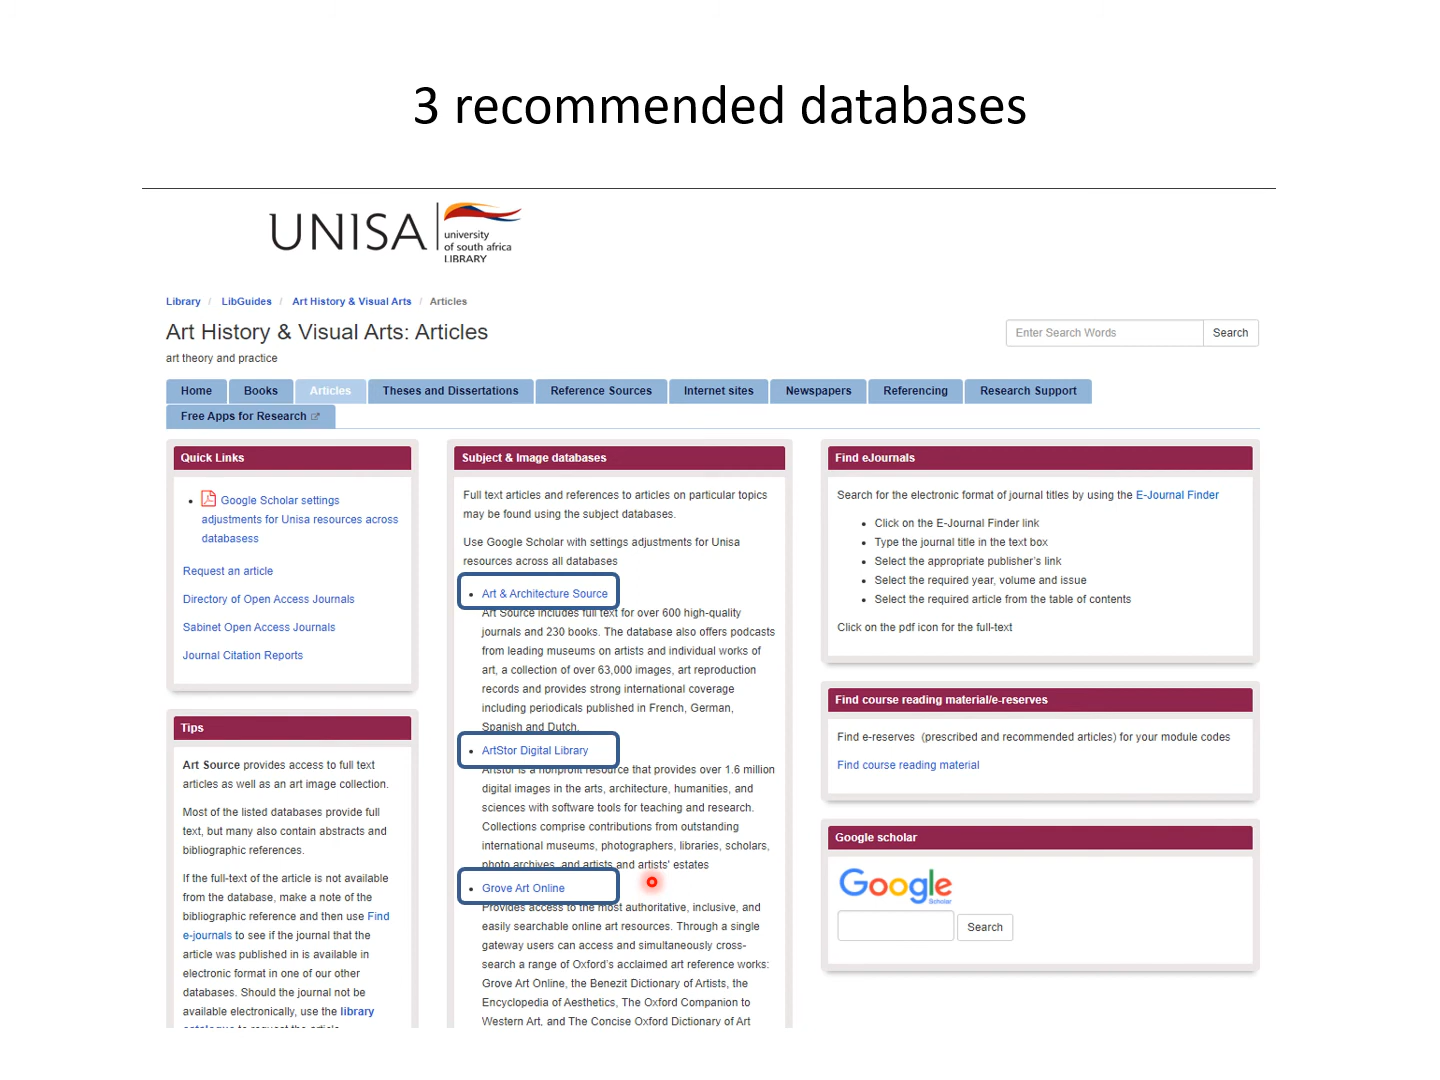 3 recommended databases
UNISA
university
of south africa
LIBRARY
Library / LibGuides / Art History & Visual Arts / Articles
Art History & Visual Arts: Articles
art theory and practice
Enter Search Words
Search
Home
Books
Articles
Theses and Dissertations
Reference Sources
Internet sites
Newspapers
Referencing
Research Support
Free Apps for Research
Quick Links
Google Scholar settings
adjustments for Unisa resources across
databasess
Request an article
Directory of Open Access Journals
Sabinet Open Access Journals
Journal Citation Reports
Tips
Art Source provides access to full text
articles as well as an art image collection.
Most of the listed databases provide full
text, but many also contain abstracts and
bibliographic references.
If the full-text of the article is not available
from the database, make a note of the
bibliographic reference and then use Find
e-journals to see if the journal that the
article was published in is available in
electronic format in one of our other
databases. Should the journal not be
available electronically, use the library
Subject & Image databases
Full text articles and references to articles on particular topics
may be found using the subject databases.
Use Google Scholar with settings adjustments for Unisa
resources across all databases
Art & Architecture Source
Art Source includes full text for over 600 high-quality
journals and 230 books. The database also offers podcasts
from leading museums on artists and individual works of
art, a collection of over 63,000 images, art reproduction
records and provides strong international coverage
including periodicals published in French, German,
Spanish and Dutch.
ArtStor Digital Library
Artstor is a nonprofit resource that provides over 1.6 million
digital images in the arts, architecture, humanities, and
sciences with software tools for teaching and research.
Collections comprise contributions from outstanding
international museums, photographers, libraries, scholars,
photo archives, and artists and artists' estates
Grove Art Online
Provides access to the most authoritative, inclusive, and
easily searchable online art resources. Through a single
gateway users can access and simultaneously cross-
search a range of Oxford's acclaimed art reference works:
Grove Art Online, the Benezit Dictionary of Artists, the
Encyclopedia of Aesthetics, The Oxford Companion to
Western Art, and The Concise Oxford Dictionary of Art
Find eJournals
Search for the electronic format of journal titles by using the E-Journal Finder
Click on the E-Journal Finder link
Type the journal title in the text box
Select the appropriate publisher's link
Select the required year, volume and issue
Select the required article from the table of contents
Click on the pdf icon for the full-text
Find course reading material/e-reserves
Find e-reserves (prescribed and recommended articles) for your module codes
Find course reading material
Google scholar
Google
Scholar
Search